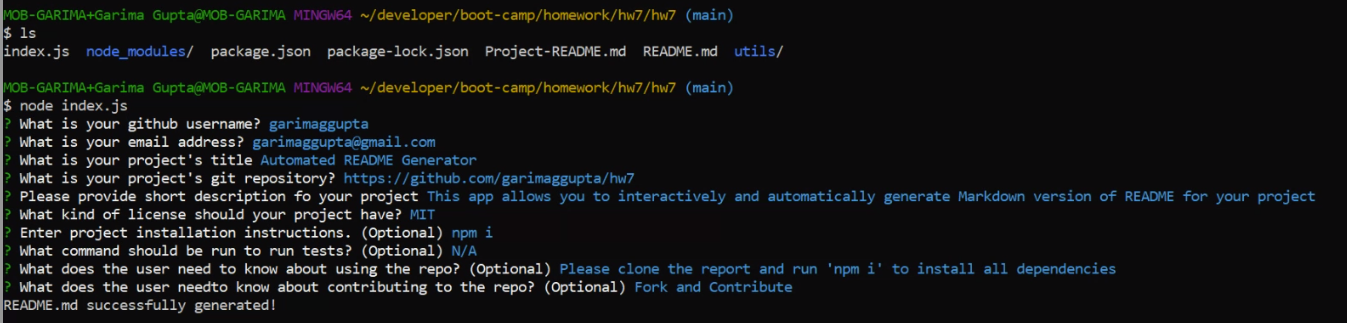 MOB-GARIMA+Garima Gupta@MOB-GARIMA MINGW64 ~/developer/boot-camp/homework/hw7/hw7 (main)
$ ls
index.js  node_modules/  package.json  package-lock.json  Project-README.md  README.md  utils/
MOB-GARIMA+Garima Gupta@MOB-GARIMA MINGW64 ~/developer/boot-camp/homework/hw7/hw7 (main)
$ node index.js
? What is your github username? garimaggupta
? What is your email address? garimaggupta@gmail.com
? What is your project's title Automated README Generator
? What is your project's git repository? https://github.com/garimaggupta/hw7
? Please provide short description fo your project This app allows you to interactively and automatically generate Markdown version of README for your project
? What kind of license should your project have? MIT
? Enter project installation instructions. (Optional) npm i
? What command should be run to run tests? (Optional) N/A
? What does the user need to know about using the repo? (Optional) Please clone the report and run 'npm i' to install all dependencies
? What does the user needto know about contributing to the repo? (Optional) Fork and Contribute
README.md successfully generated!